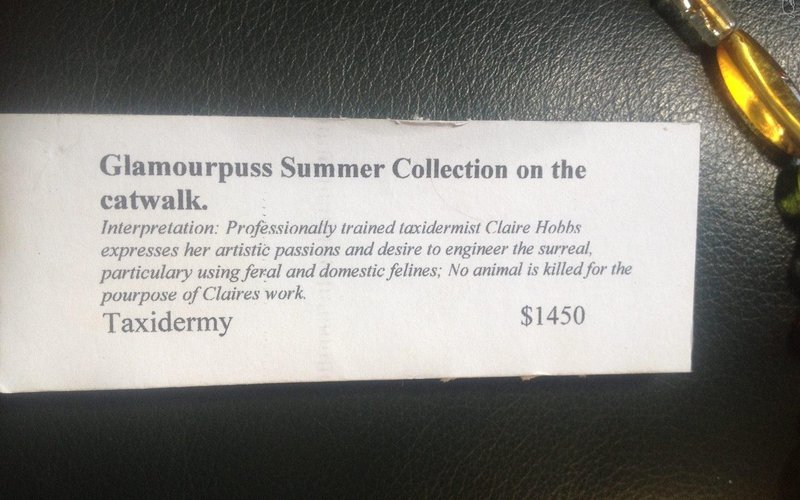 Glamourpuss Summer Collection on the
catwalk.
Interpretation: Professionally trained taxidermist Claire Hobbs
expresses her artistic passions and desire to engineer the surreal,
particulary using feral and domestic felines; No animal is killed for the
pourpose of Claires work.
Taxidermy $1450